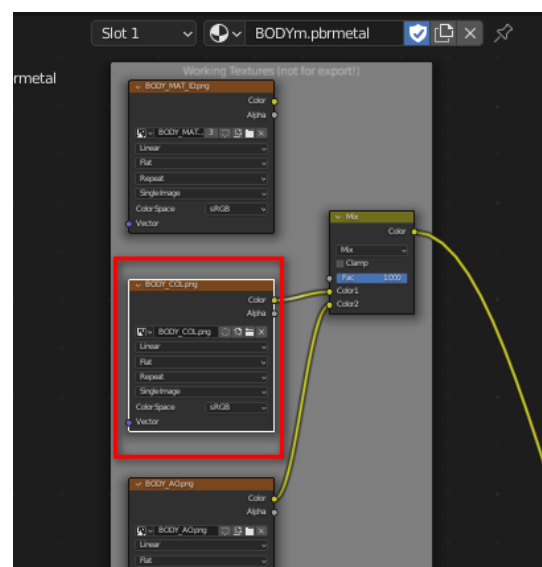 Slot 1 BODYm.pbrmetal
rmetal
Working Textures (not for export!)
BODY_MAT_ID.png
Color
Alpha
BODY_MAT... 3
Linear
Flat
Repeat
Single Image
Color Space sRGB
Vector
Mix
Color
Mix
Clamp
Fac 1.000
Color1
Color2
BODY_COL.png
Color
Alpha
BODY_COL.png
Linear
Flat
Repeat
Single Image
Color Space sRGB
Vector
BODY_AO.png
Color
Alpha
BODY_AO.png
Linear
Flat